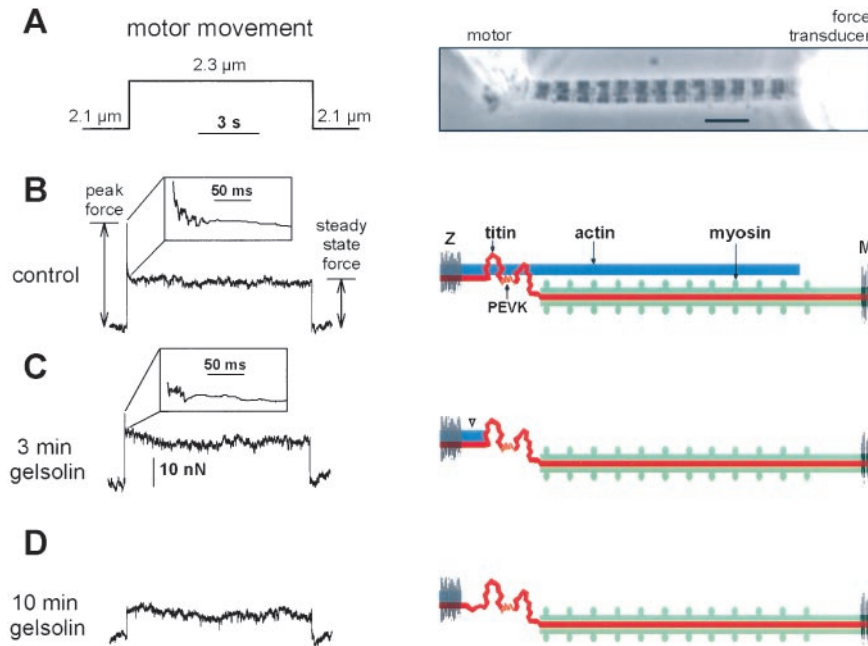 A
motor movement
2.3 µm
2.1 µm
2.1 µm
3 s
motor
force
transducer
B
peak
force
50 ms
steady
state
force
control
Z
titin
actin
myosin
M
PEVK
C
50 ms
3 min
gelsolin
10 nN
D
10 min
gelsolin